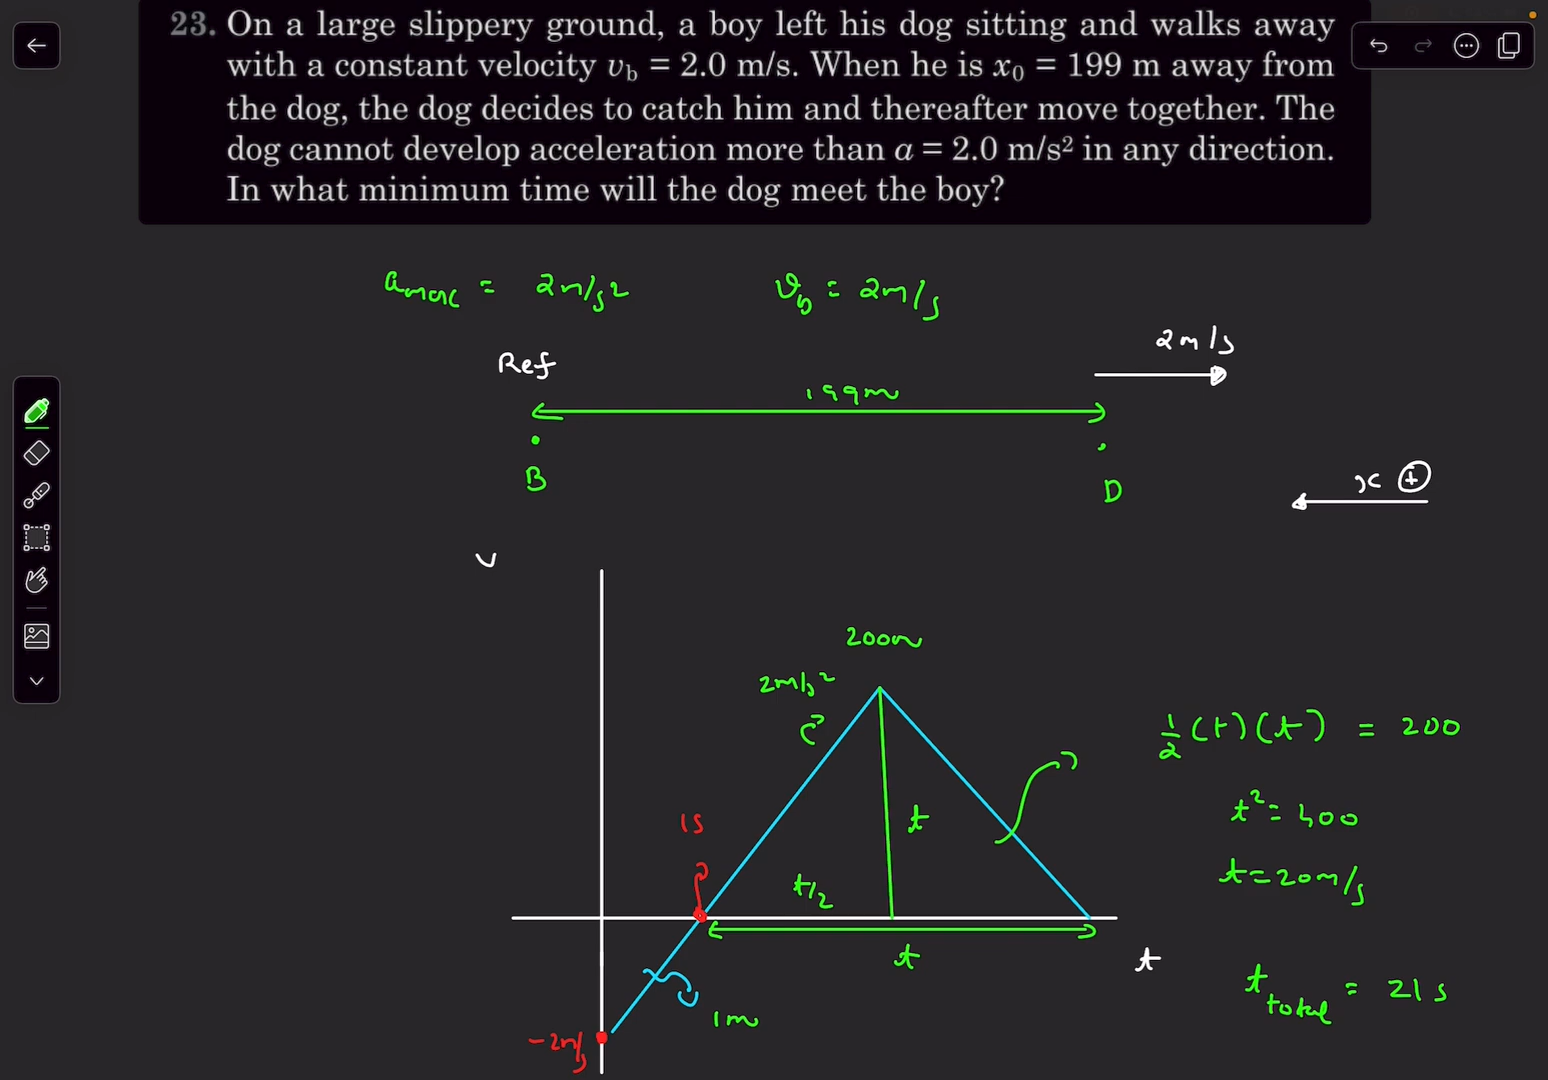 23. On a large slippery ground, a boy left his dog sitting and walks away
with a constant velocity v_b = 2.0 m/s. When he is x_0 = 199 m away from
the dog, the dog decides to catch him and thereafter move together. The
dog cannot develop acceleration more than a = 2.0 m/s² in any direction.
In what minimum time will the dog meet the boy?
a_max = 2m/s²
v_b = 2m/s
2m/s
Ref
199m
B
D
x +
v
200m
2m/s²
1/2 (t)(t) = 200
t² = 400
t = 20m/s
1s
t
t/2
t
t
t_total = 21s
1m
-2m/s